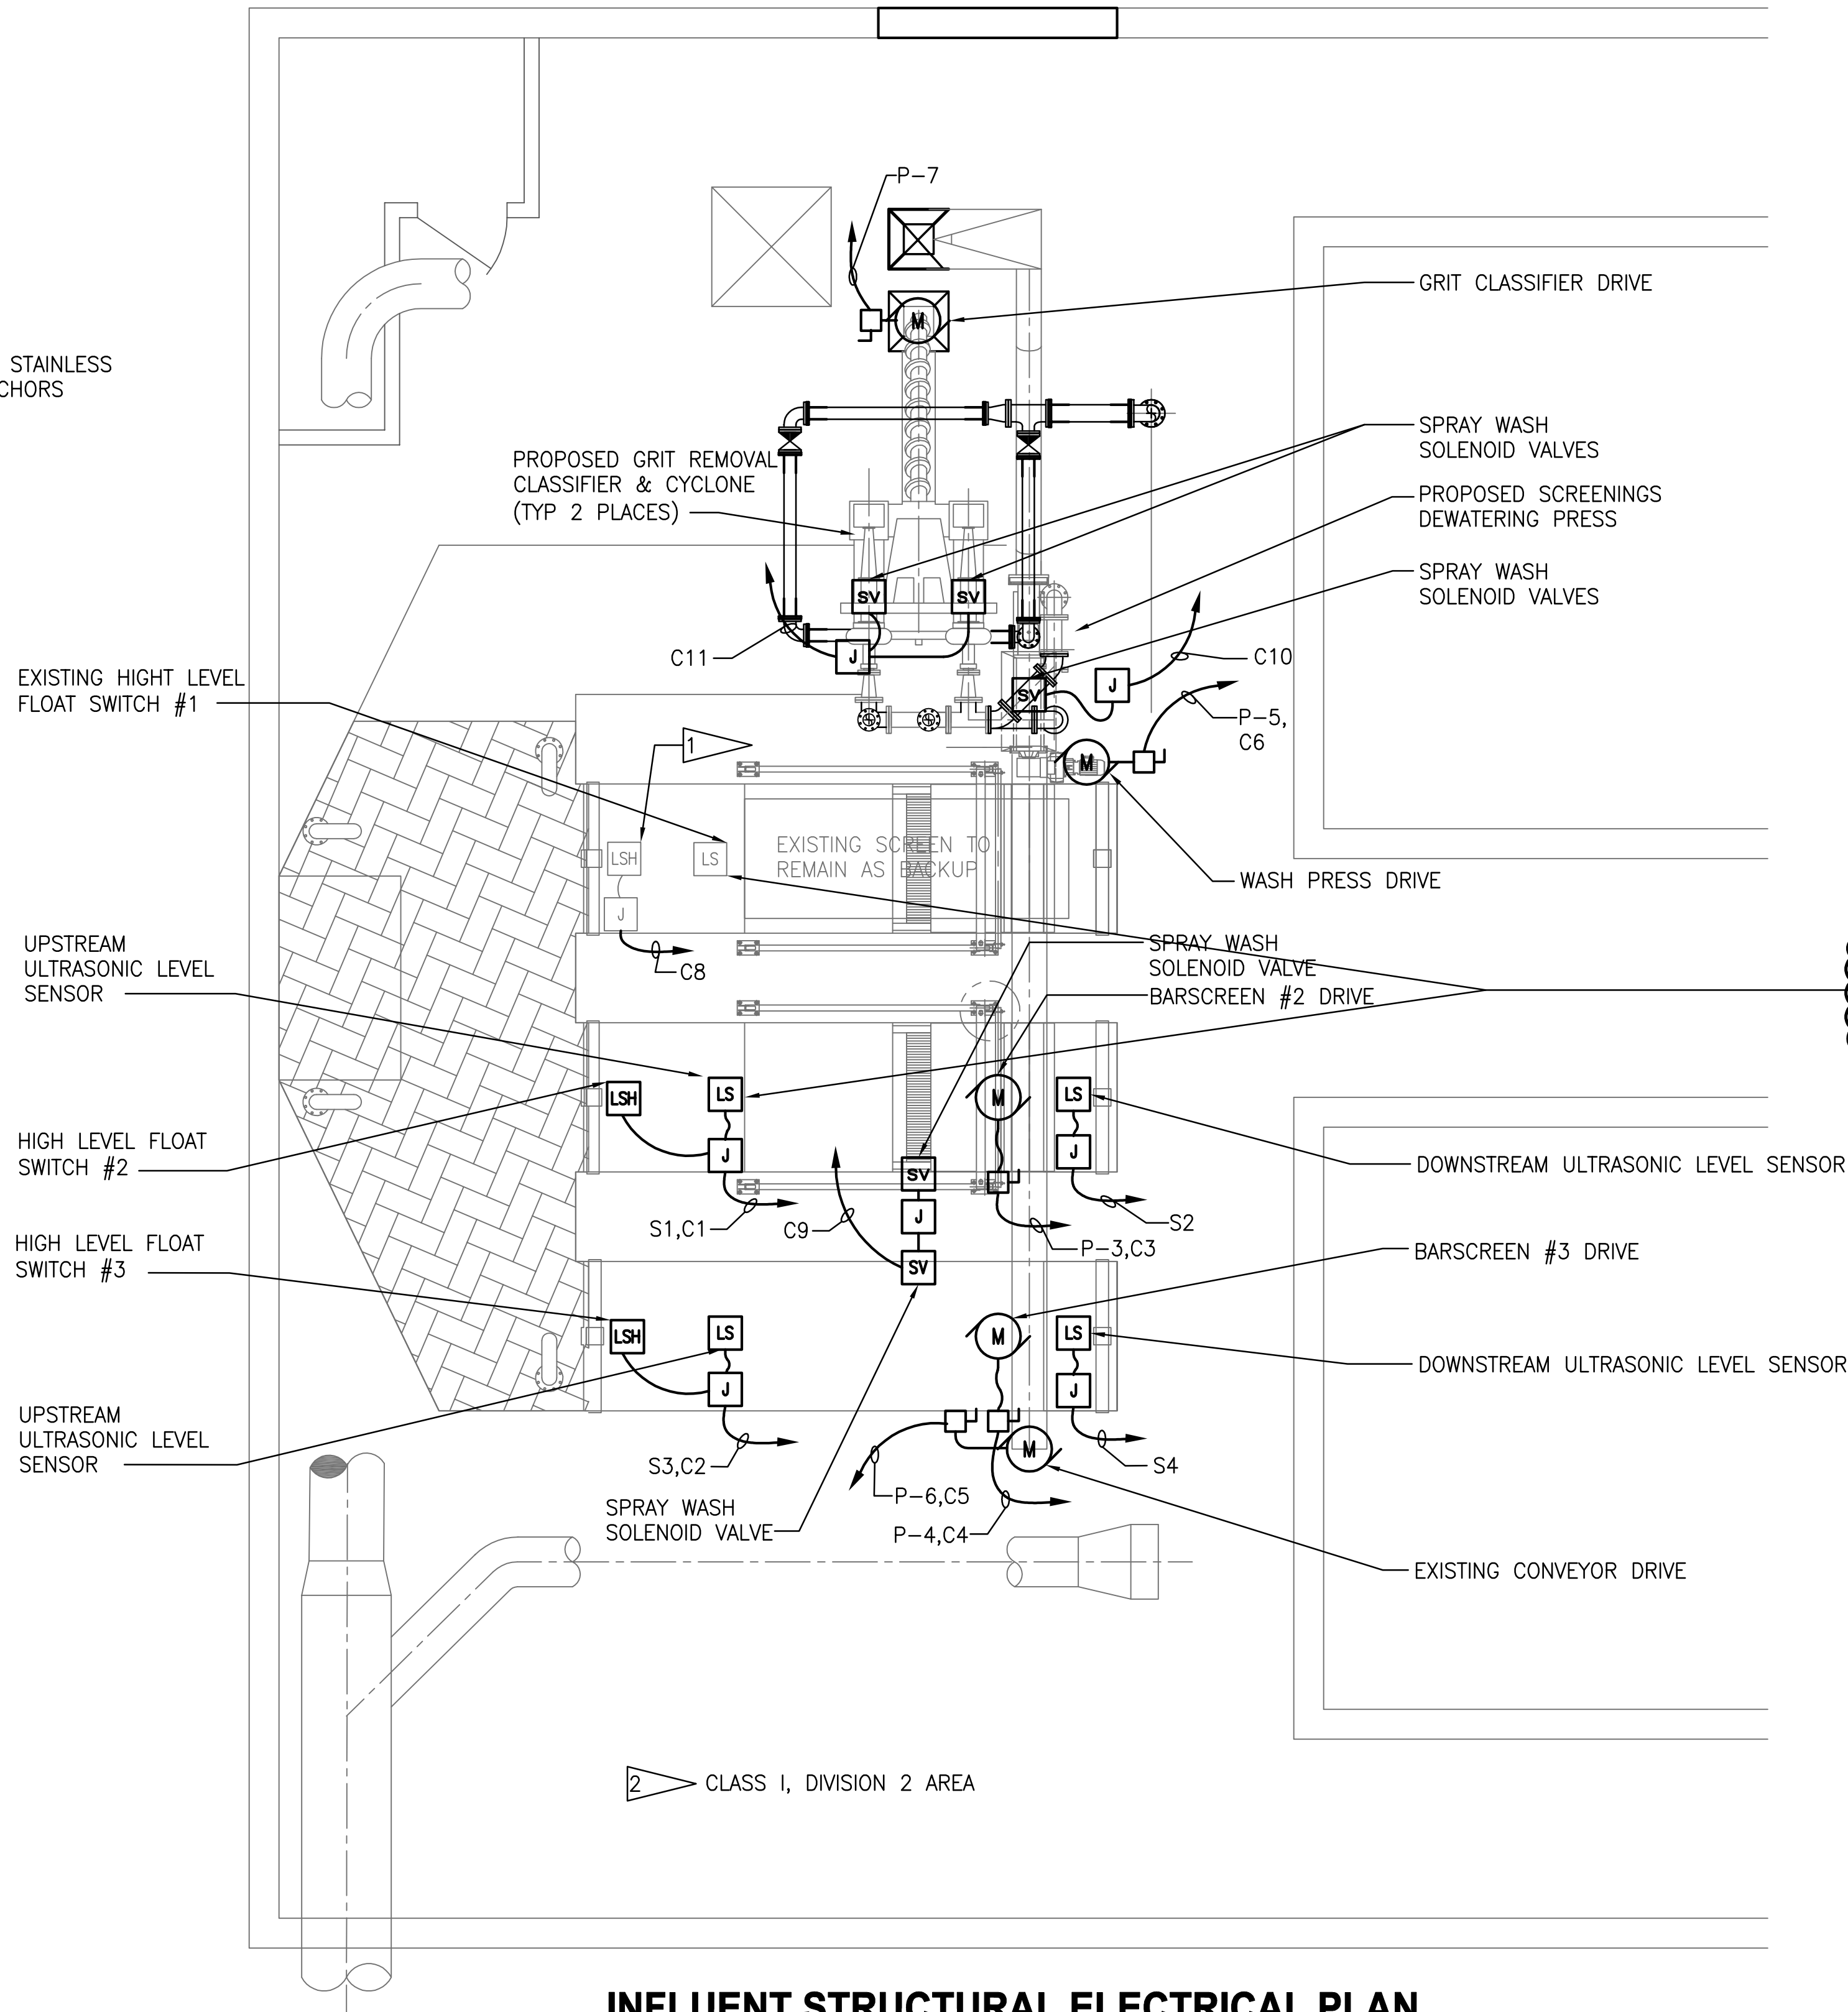 P-7
GRIT CLASSIFIER DRIVE
M
STAINLESS
CHORS
SPRAY WASH
SOLENOID VALVES
PROPOSED GRIT REMOVAL
CLASSIFIER & CYCLONE
(TYP 2 PLACES)
PROPOSED SCREENINGS
DEWATERING PRESS
SPRAY WASH
SOLENOID VALVES
SV
SV
C11
J
C10
EXISTING HIGHT LEVEL
FLOAT SWITCH #1
SV
J
P-5,
C6
1
M
EXISTING SCREEN TO
REMAIN AS BACKUP
LSH
LS
WASH PRESS DRIVE
J
UPSTREAM
ULTRASONIC LEVEL
SENSOR
C8
SPRAY WASH
SOLENOID VALVE
BARSCREEN #2 DRIVE
LSH
LS
M
LS
HIGH LEVEL FLOAT
SWITCH #2
J
J
DOWNSTREAM ULTRASONIC LEVEL SENSOR
SV
S1,C1
C9
J
S2
P-3,C3
HIGH LEVEL FLOAT
SWITCH #3
SV
BARSCREEN #3 DRIVE
LSH
LS
M
LS
DOWNSTREAM ULTRASONIC LEVEL SENSOR
J
J
UPSTREAM
ULTRASONIC LEVEL
SENSOR
M
S3,C2
S4
P-6,C5
SPRAY WASH
SOLENOID VALVE
P-4,C4
EXISTING CONVEYOR DRIVE
2
CLASS I, DIVISION 2 AREA
INFLUENT STRUCTURAL ELECTRICAL PLAN